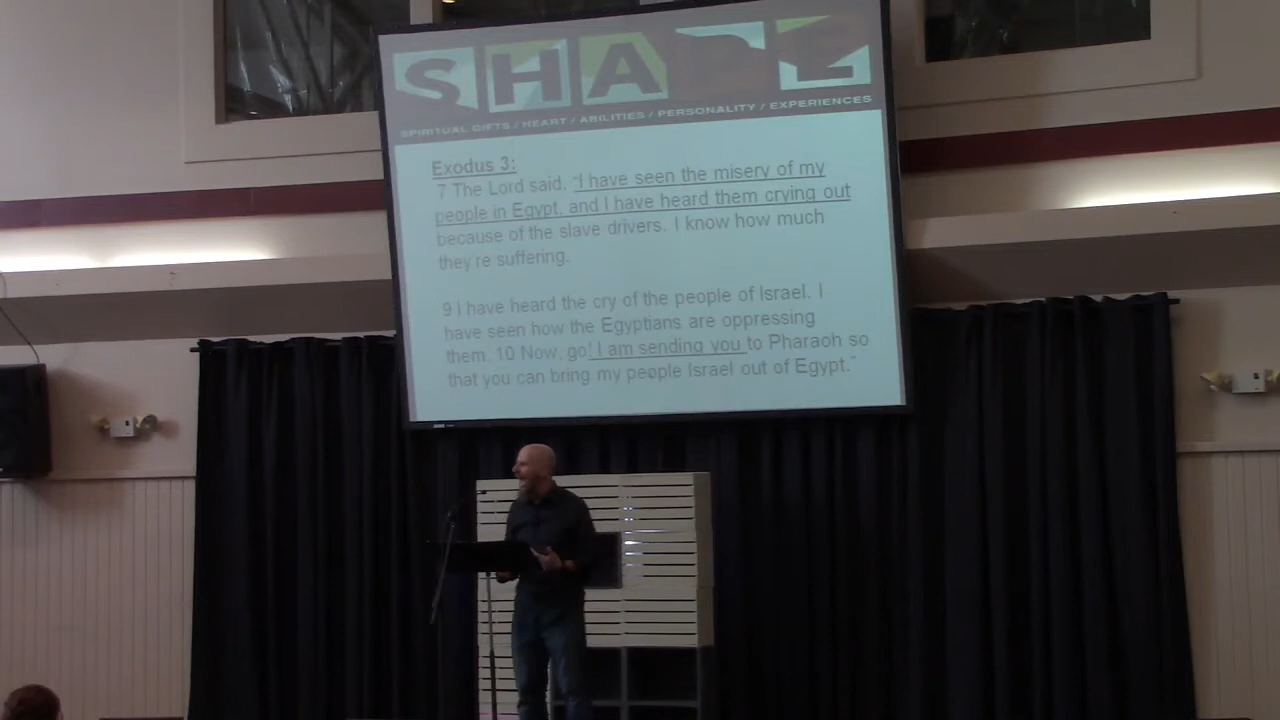 SHAPE
SPIRITUAL GIFTS / HEART / ABILITIES / PERSONALITY / EXPERIENCES
Exodus 3:
7 The Lord said, "I have seen the misery of my
people in Egypt, and I have heard them crying out
because of the slave drivers. I know how much
they're suffering.
9 I have heard the cry of the people of Israel. I
have seen how the Egyptians are oppressing
them. 10 Now, go! I am sending you to Pharaoh so
that you can bring my people Israel out of Egypt."